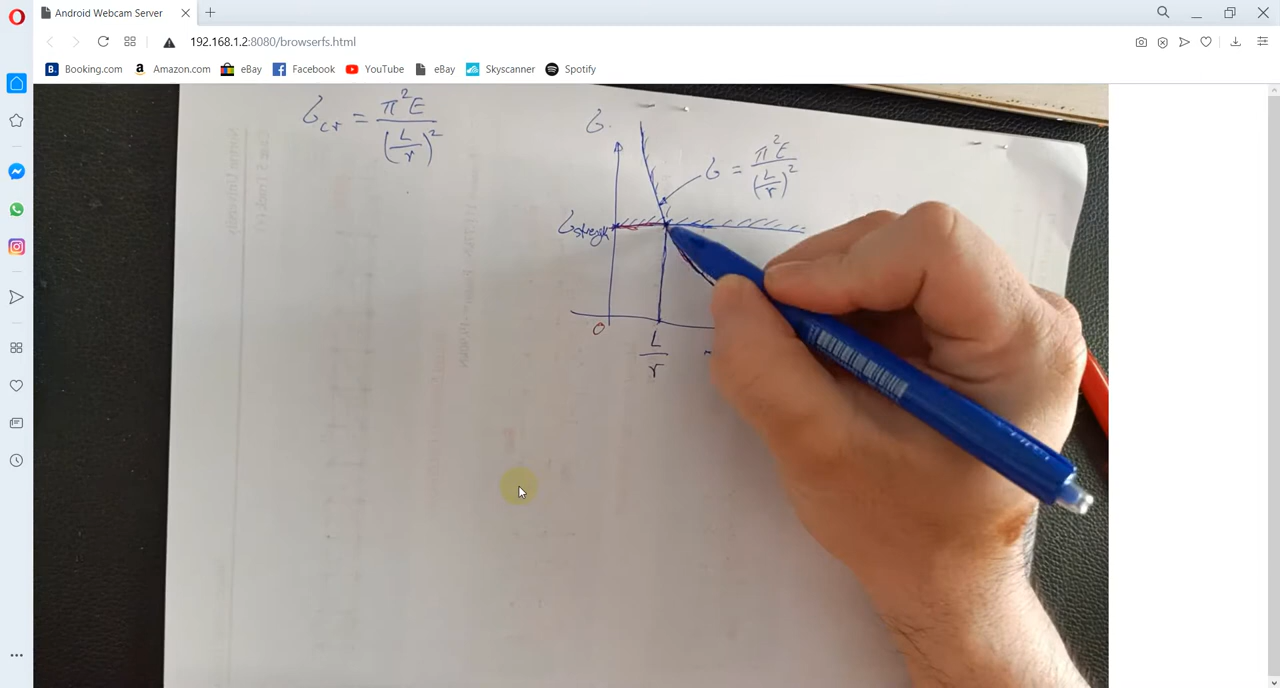 Android Webcam Server
192.168.1.2:8080/browserfs.html
Booking.com
Amazon.com
eBay
Facebook
YouTube
eBay
Skyscanner
Spotify
σcr = π²E / (L/r)²
σ
σ = π²E / (L/r)²
σstrength
0
L/r